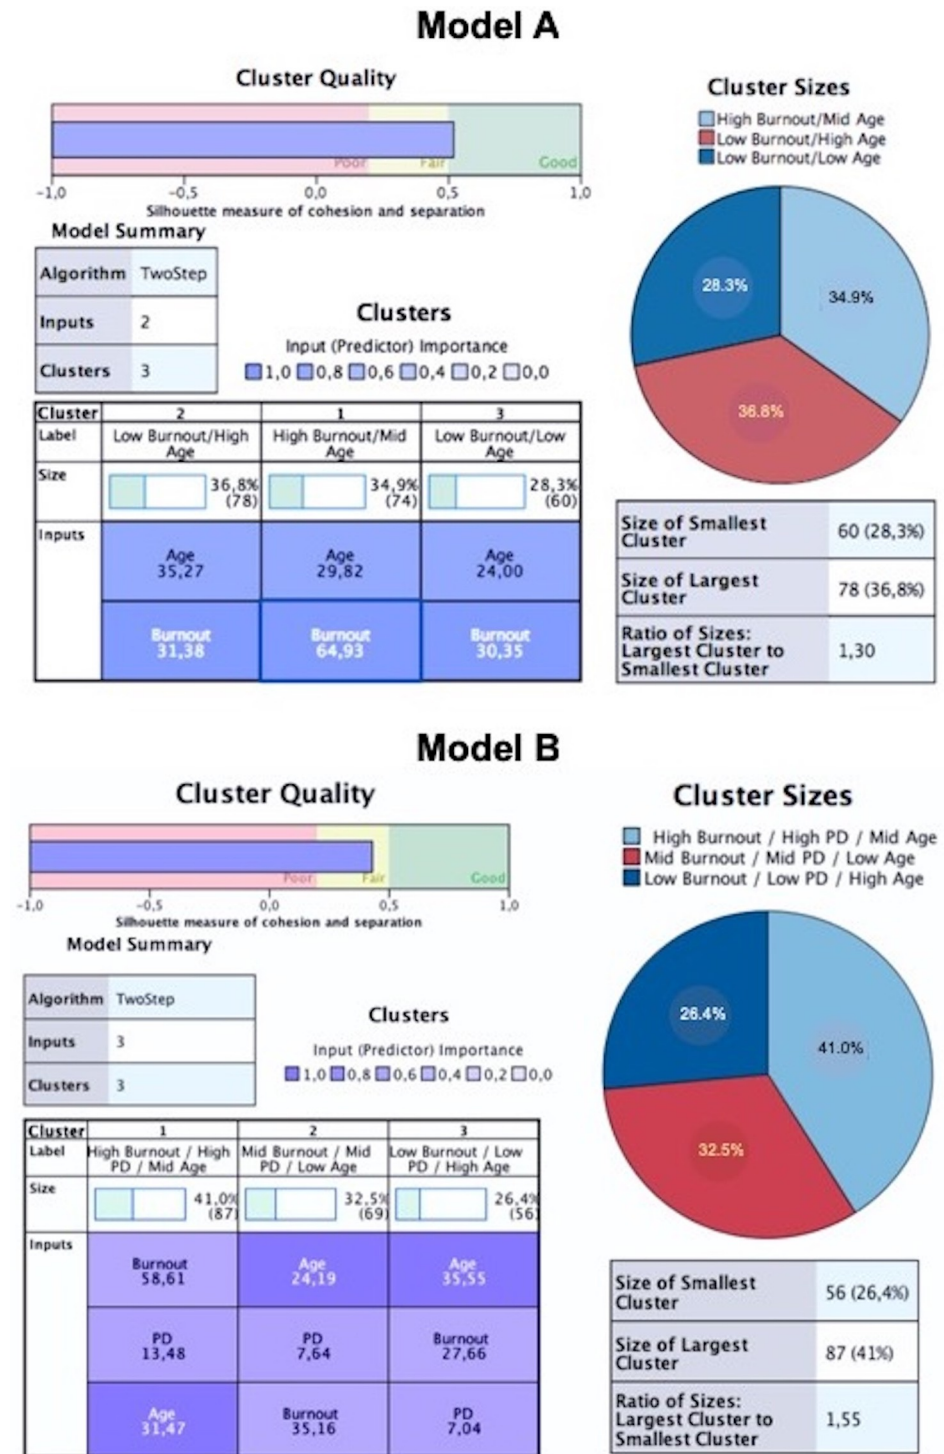 Model A
Cluster Quality
Poor Fair Good
-1,0 -0,5 0,0 0,5 1,0
Silhouette measure of cohesion and separation
Cluster Sizes
High Burnout/Mid Age
Low Burnout/High Age
Low Burnout/Low Age
28.3%
34.9%
36.8%
Model Summary
Algorithm TwoStep
Inputs 2
Clusters 3
Clusters
Input (Predictor) Importance
1,0 0,8 0,6 0,4 0,2 0,0
Cluster 2 1 3
Label Low Burnout/High Age High Burnout/Mid Age Low Burnout/Low Age
Size 36,8% (78) 34,9% (74) 28,3% (60)
Inputs
Age 35,27 Age 29,82 Age 24,00
Burnout 31,38 Burnout 64,93 Burnout 30,35
Size of Smallest Cluster 60 (28,3%)
Size of Largest Cluster 78 (36,8%)
Ratio of Sizes: Largest Cluster to Smallest Cluster 1,30
Model B
Cluster Quality
Poor Fair Good
-1,0 -0,5 0,0 0,5 1,0
Silhouette measure of cohesion and separation
Cluster Sizes
High Burnout / High PD / Mid Age
Mid Burnout / Mid PD / Low Age
Low Burnout / Low PD / High Age
26.4%
41.0%
32.5%
Model Summary
Algorithm TwoStep
Inputs 3
Clusters 3
Clusters
Input (Predictor) Importance
1,0 0,8 0,6 0,4 0,2 0,0
Cluster 1 2 3
Label High Burnout / High PD / Mid Age Mid Burnout / Mid PD / Low Age Low Burnout / Low PD / High Age
Size 41,0% (87) 32,5% (69) 26,4% (56)
Inputs
Burnout 58,61 Age 24,19 Age 35,55
PD 13,48 PD 7,64 Burnout 27,66
Age 31,47 Burnout 35,16 PD 7,04
Size of Smallest Cluster 56 (26,4%)
Size of Largest Cluster 87 (41%)
Ratio of Sizes: Largest Cluster to Smallest Cluster 1,55